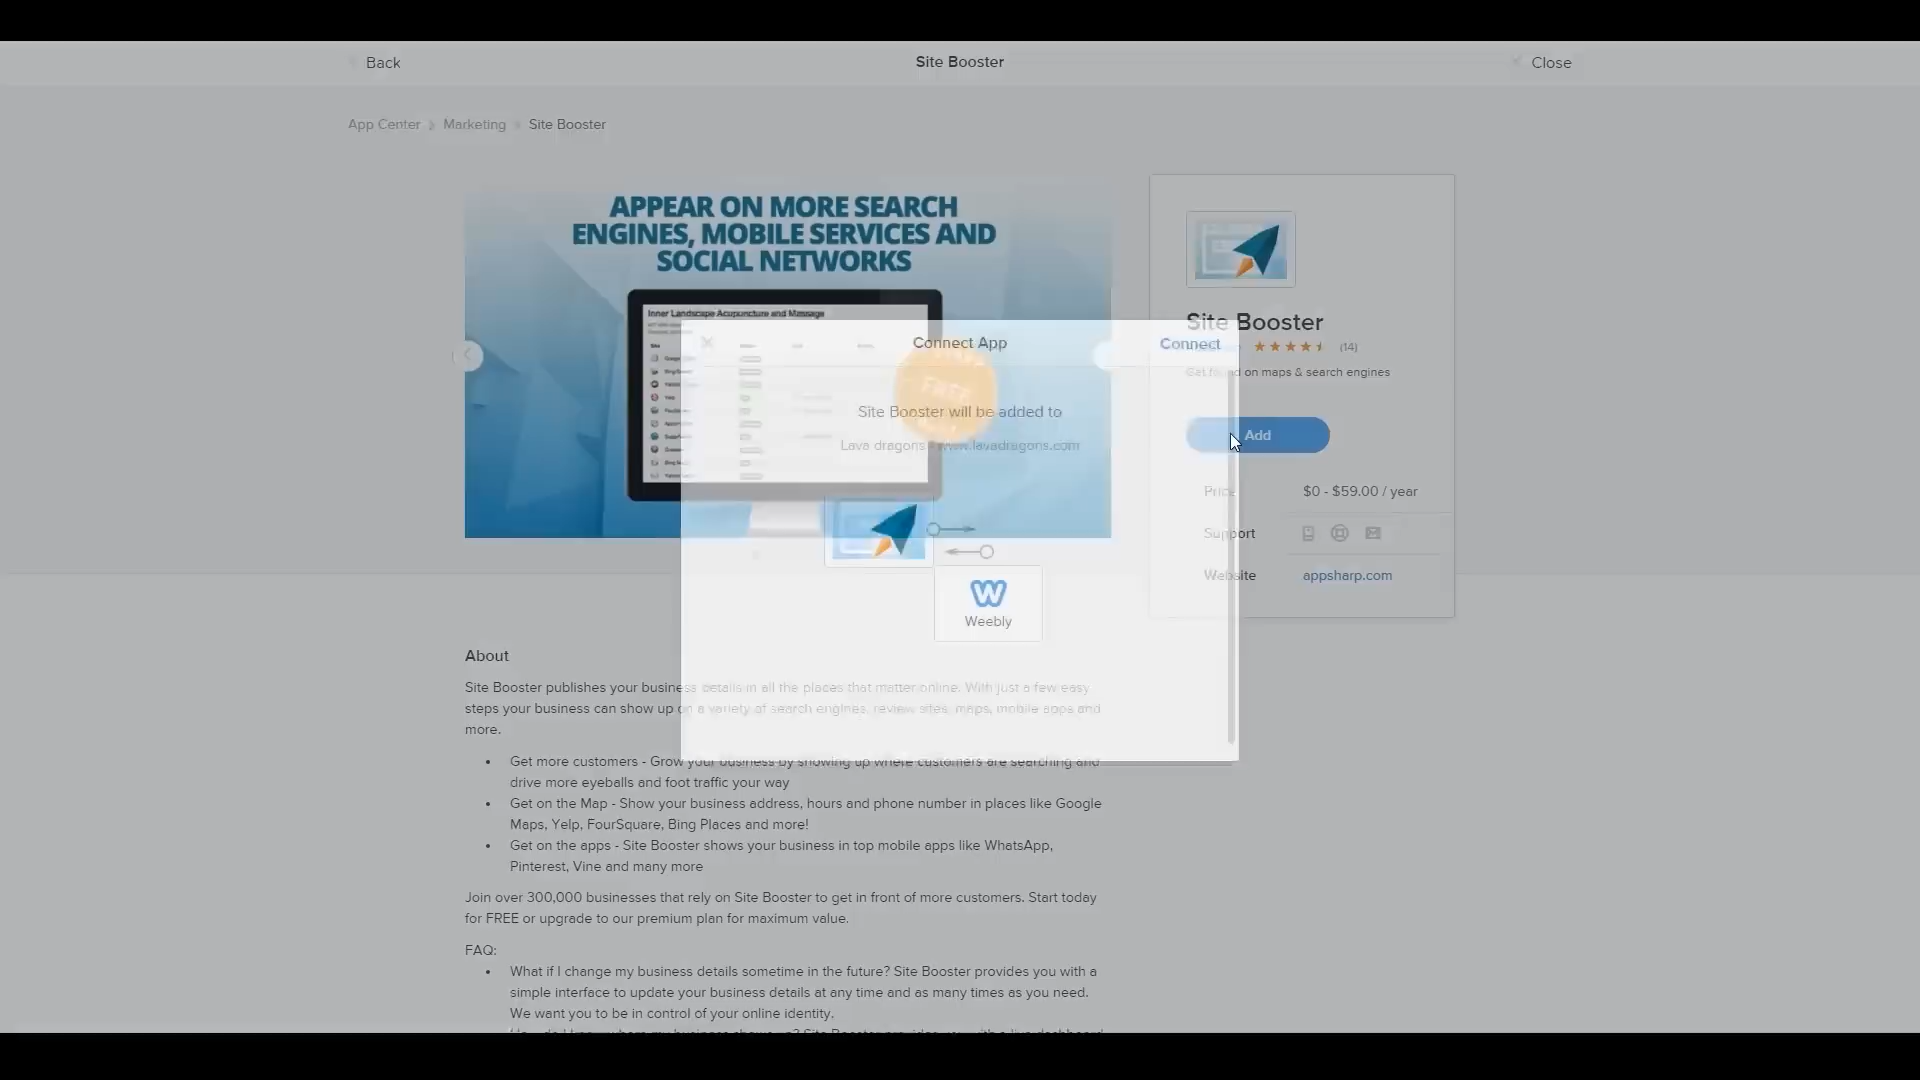 Back
Site Booster
Close
App Center
Marketing
Site Booster
APPEAR ON MORE SEARCH
ENGINES, MOBILE SERVICES AND
SOCIAL NETWORKS
Inner Landscape Acupuncture and Massage
FREE
Connect App
Connect
Site Booster will be added to
Lava dragons - www.lavadragons.com
Weebly
Site Booster
(14)
Get found on maps & search engines
Add
Price
$0 - $59.00 / year
Support
Website
appsharp.com
About
Site Booster publishes your business details in all the places that matter online. With just a few easy
steps your business can show up on a variety of search engines, review sites, maps, mobile apps and
more.
Get more customers - Grow your business by showing up where customers are searching and
drive more eyeballs and foot traffic your way
Get on the Map - Show your business address, hours and phone number in places like Google
Maps, Yelp, FourSquare, Bing Places and more!
Get on the apps - Site Booster shows your business in top mobile apps like WhatsApp,
Pinterest, Vine and many more
Join over 300,000 businesses that rely on Site Booster to get in front of more customers. Start today
for FREE or upgrade to our premium plan for maximum value.
FAQ:
What if I change my business details sometime in the future? Site Booster provides you with a
simple interface to update your business details at any time and as many times as you need.
We want you to be in control of your online identity.